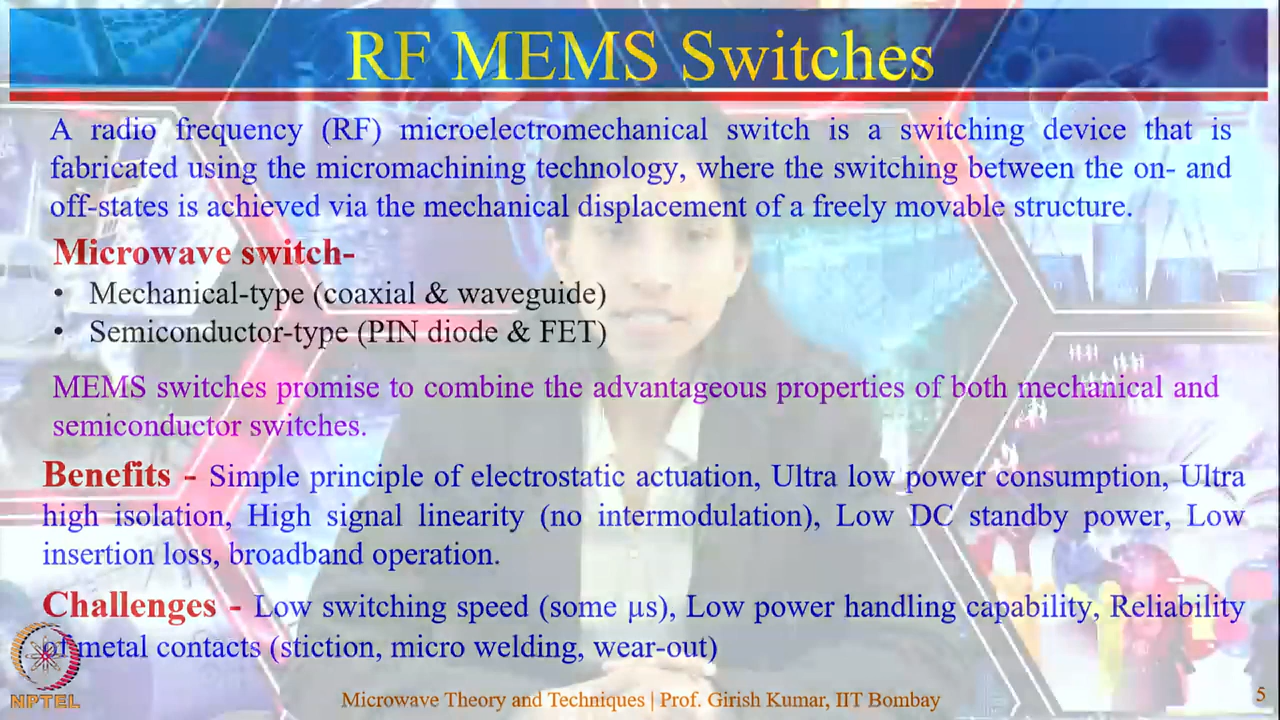 RF MEMS Switches
A radio frequency (RF) microelectromechanical switch is a switching device that is
fabricated using the micromachining technology, where the switching between the on- and
off-states is achieved via the mechanical displacement of a freely movable structure.
Microwave switch-
• Mechanical-type (coaxial & waveguide)
• Semiconductor-type (PIN diode & FET)
MEMS switches promise to combine the advantageous properties of both mechanical and
semiconductor switches.
Benefits - Simple principle of electrostatic actuation, Ultra low power consumption, Ultra
high isolation, High signal linearity (no intermodulation), Low DC standby power, Low
insertion loss, broadband operation.
Challenges - Low switching speed (some µs), Low power handling capability, Reliability
of metal contacts (stiction, micro welding, wear-out)
NPTEL
Microwave Theory and Techniques | Prof. Girish Kumar, IIT Bombay
5